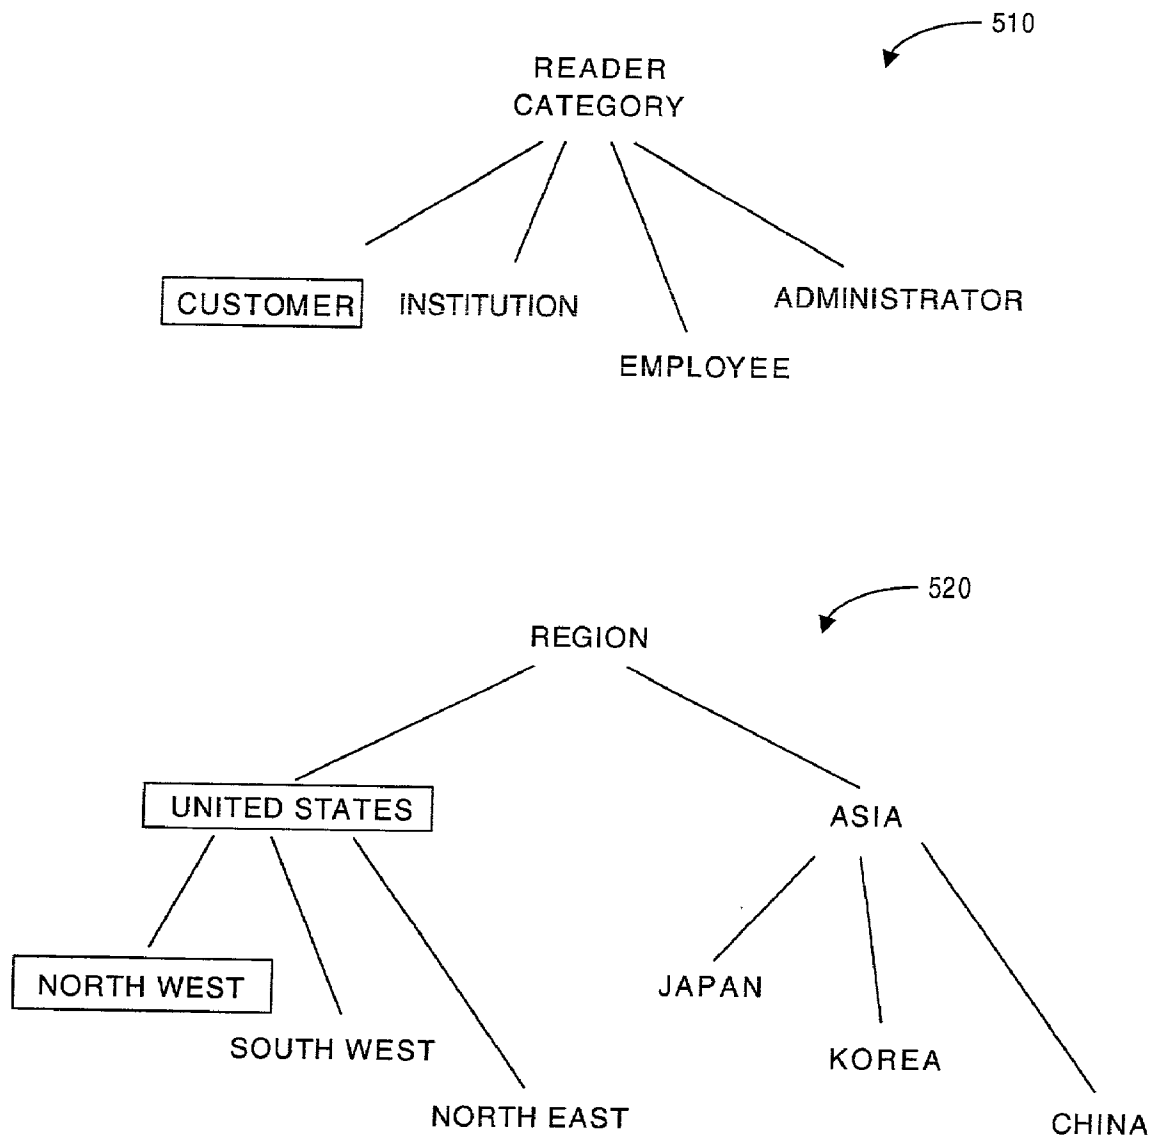 510
READER
CATEGORY
CUSTOMER
INSTITUTION
ADMINISTRATOR
EMPLOYEE
520
REGION
UNITED STATES
ASIA
NORTH WEST
JAPAN
SOUTH WEST
KOREA
NORTH EAST
CHINA